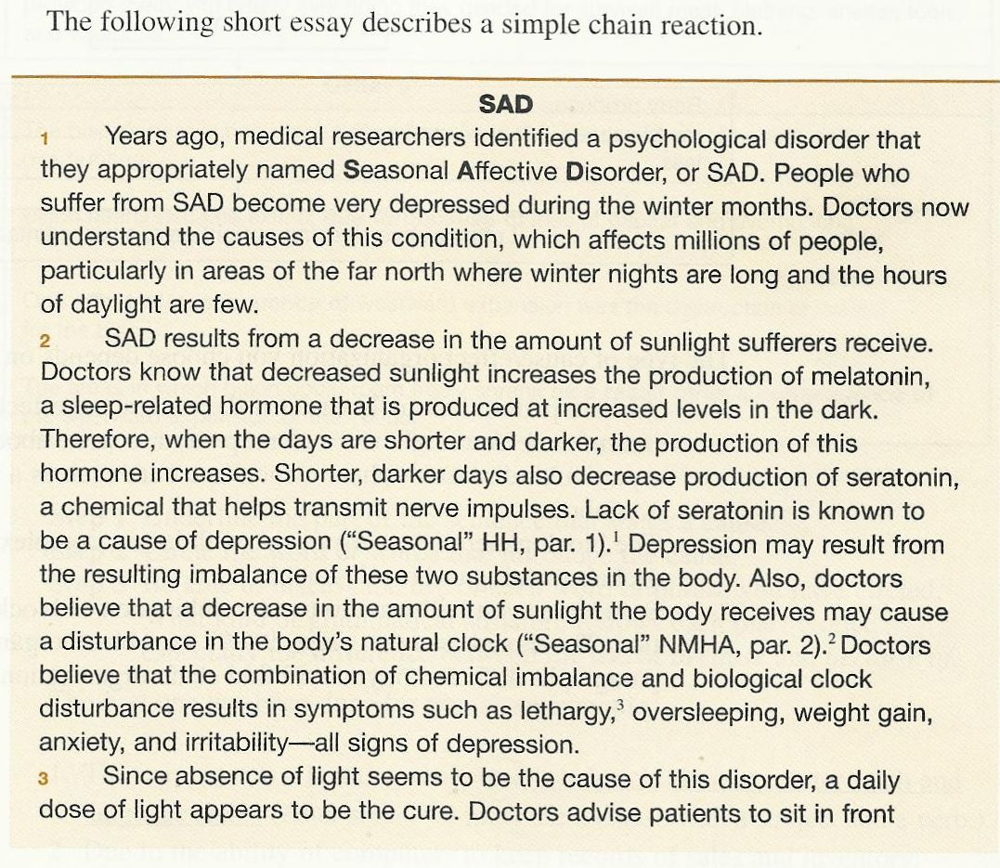 The following short essay describes a simple chain reaction.
SAD
1 Years ago, medical researchers identified a psychological disorder that
they appropriately named Seasonal Affective Disorder, or SAD. People who
suffer from SAD become very depressed during the winter months. Doctors now
understand the causes of this condition, which affects millions of people,
particularly in areas of the far north where winter nights are long and the hours
of daylight are few.
2 SAD results from a decrease in the amount of sunlight sufferers receive.
Doctors know that decreased sunlight increases the production of melatonin,
a sleep-related hormone that is produced at increased levels in the dark.
Therefore, when the days are shorter and darker, the production of this
hormone increases. Shorter, darker days also decrease production of seratonin,
a chemical that helps transmit nerve impulses. Lack of seratonin is known to
be a cause of depression (“Seasonal” HH, par. 1).¹ Depression may result from
the resulting imbalance of these two substances in the body. Also, doctors
believe that a decrease in the amount of sunlight the body receives may cause
a disturbance in the body’s natural clock (“Seasonal” NMHA, par. 2).² Doctors
believe that the combination of chemical imbalance and biological clock
disturbance results in symptoms such as lethargy,³ oversleeping, weight gain,
anxiety, and irritability—all signs of depression.
3 Since absence of light seems to be the cause of this disorder, a daily
dose of light appears to be the cure. Doctors advise patients to sit in front